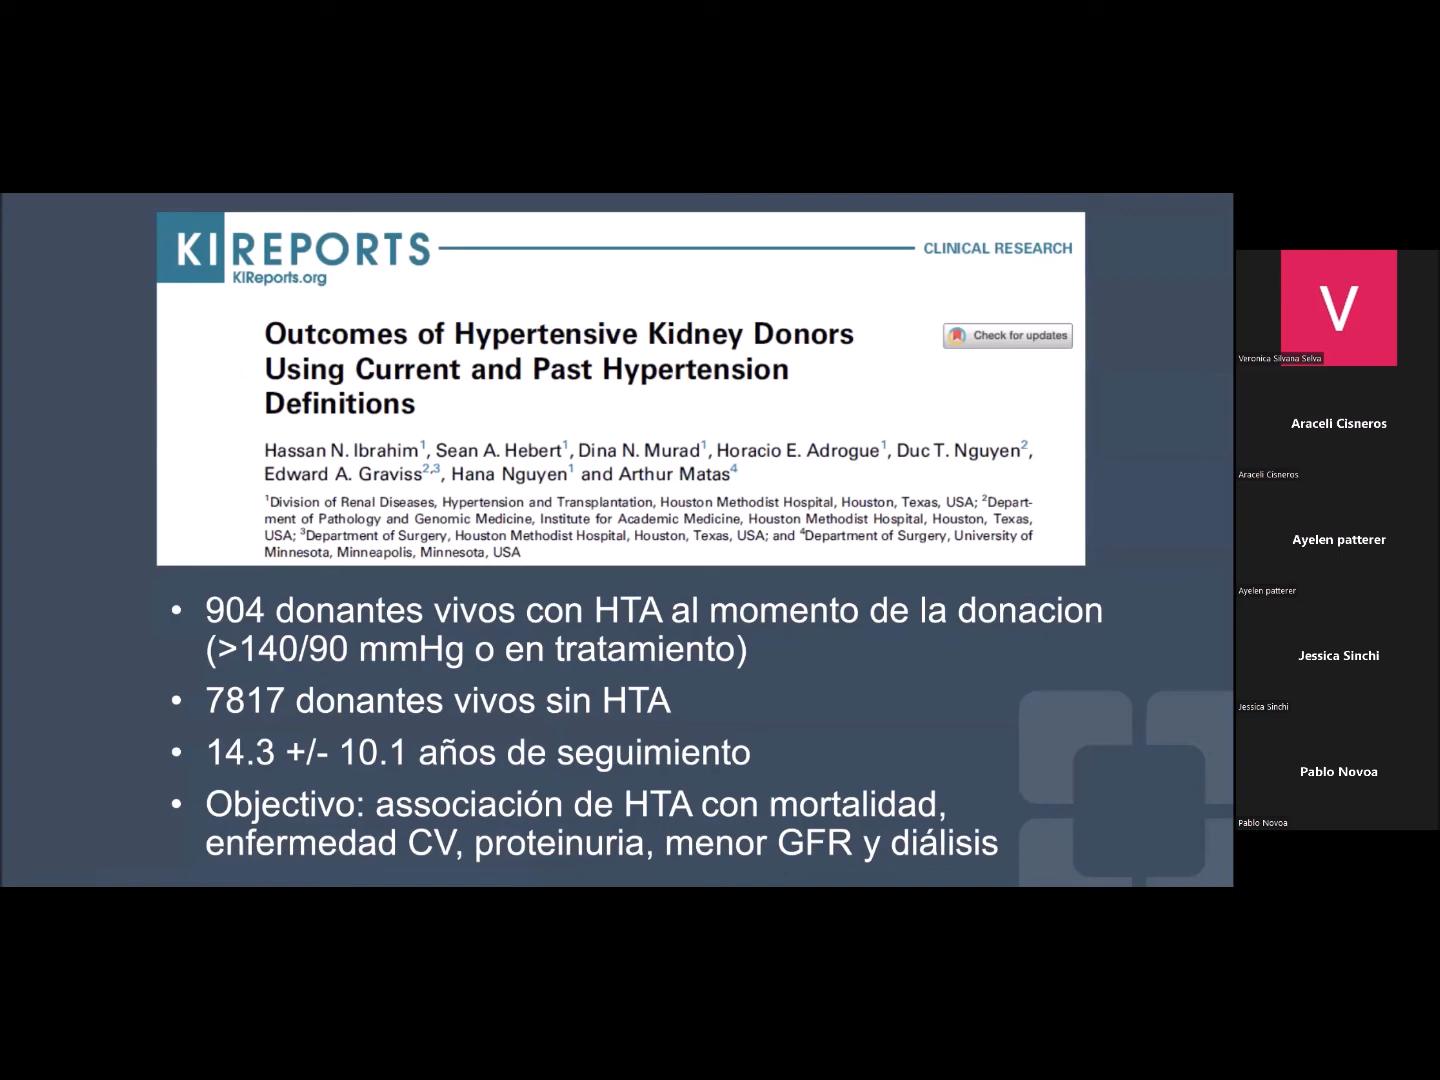 KI REPORTS
KIReports.org
CLINICAL RESEARCH
Outcomes of Hypertensive Kidney Donors
Using Current and Past Hypertension
Definitions
Check for updates
Hassan N. Ibrahim1, Sean A. Hebert1, Dina N. Murad1, Horacio E. Adrogue1, Duc T. Nguyen2,
Edward A. Graviss2,3, Hana Nguyen1 and Arthur Matas4
1Division of Renal Diseases, Hypertension and Transplantation, Houston Methodist Hospital, Houston, Texas, USA; 2Depart-
ment of Pathology and Genomic Medicine, Institute for Academic Medicine, Houston Methodist Hospital, Houston, Texas,
USA; 3Department of Surgery, Houston Methodist Hospital, Houston, Texas, USA; and 4Department of Surgery, University of
Minnesota, Minneapolis, Minnesota, USA
• 904 donantes vivos con HTA al momento de la donacion
(>140/90 mmHg o en tratamiento)
• 7817 donantes vivos sin HTA
• 14.3 +/- 10.1 años de seguimiento
• Objectivo: associación de HTA con mortalidad,
enfermedad CV, proteinuria, menor GFR y diálisis
V
Veronica Silvana Selva
Araceli Cisneros
Araceli Cisneros
Ayelen patterer
Ayelen patterer
Jessica Sinchi
Jessica Sinchi
Pablo Novoa
Pablo Novoa